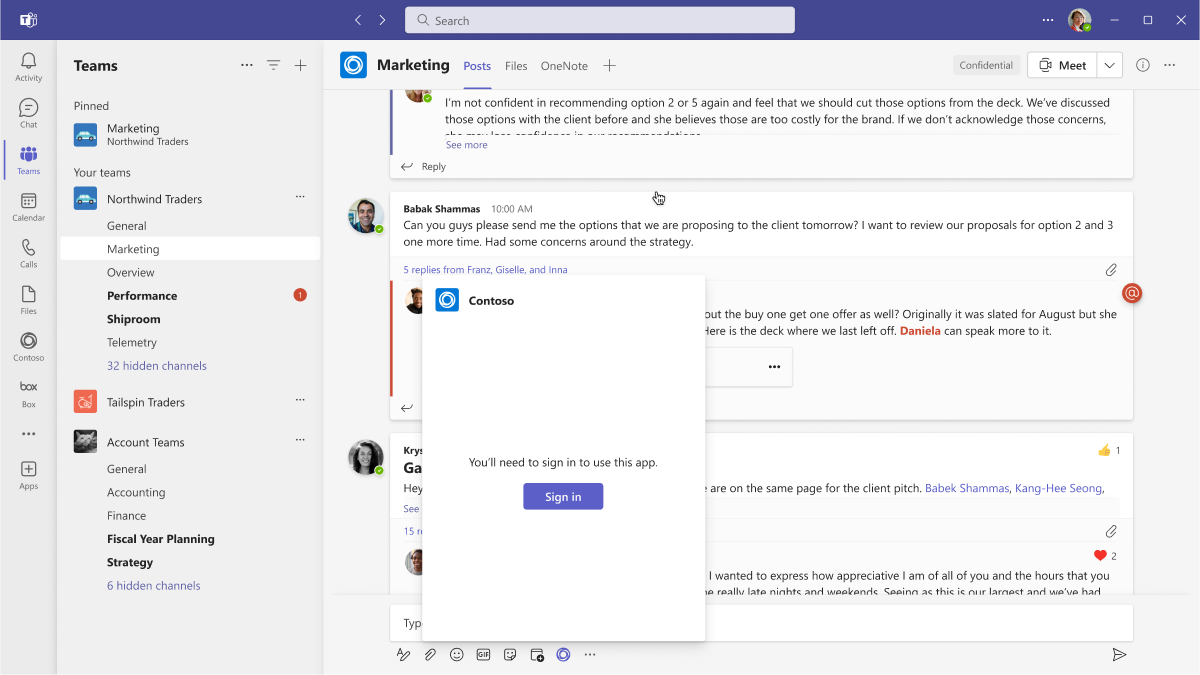 Search
Activity
Chat
Teams
Calendar
Calls
Files
Contoso
box
Box
Apps
Teams
Pinned
Marketing
Northwind Traders
Your teams
Northwind Traders
General
Marketing
Overview
Performance
1
Shiproom
Telemetry
32 hidden channels
Tailspin Traders
Account Teams
General
Accounting
Finance
Fiscal Year Planning
Strategy
6 hidden channels
Marketing
Posts
Files
OneNote
Confidential
Meet
I'm not confident in recommending option 2 or 5 again and feel that we should cut those options from the deck. We've discussed
those options with the client before and she believes those are too costly for the brand. If we don't acknowledge those concerns,
she may lose confidence in our recommendations
See more
Reply
Babak Shammas 10:00 AM
Can you guys please send me the options that we are proposing to the client tomorrow? I want to review our proposals for option 2 and 3
one more time. Had some concerns around the strategy.
5 replies from Franz, Giselle, and Inna
out the buy one get one offer as well? Originally it was slated for August but she
Here is the deck where we last left off. Daniela can speak more to it.
@
Contoso
You'll need to sign in to use this app.
Sign in
Krys
1
Ga
Hey
are on the same page for the client pitch. Babek Shammas, Kang-Hee Seong,
See
15 r
2
I wanted to express how appreciative I am of all of you and the hours that you
e really late nights and weekends. Seeing as this is our largest and we've had
Typ
GIF